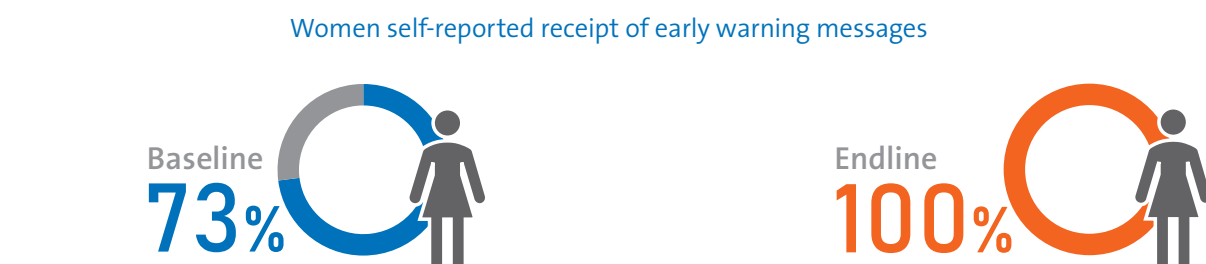 Women self-reported receipt of early warning messages
Baseline
73%
Endline
100%